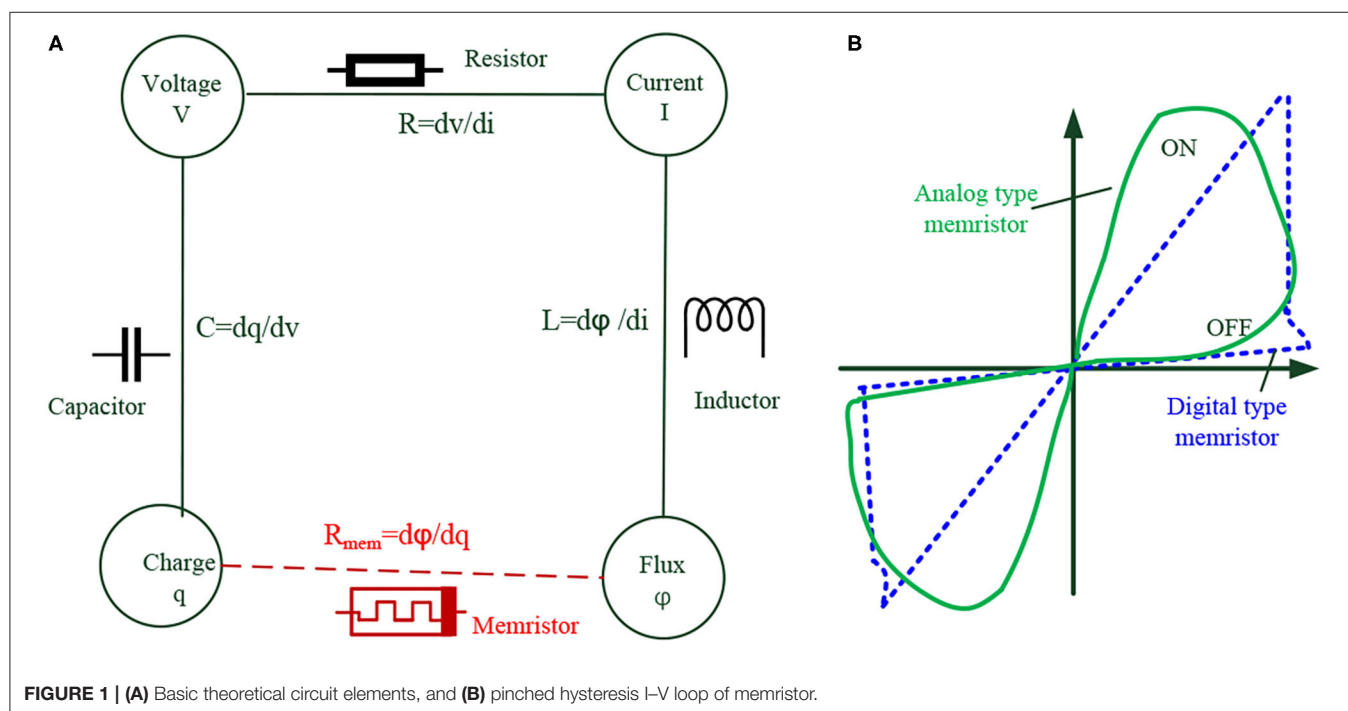 A
Voltage
V
Resistor
R=dv/di
Current
I
C=dq/dv
Capacitor
L=dφ /di
Inductor
Charge
q
Rmem=dφ/dq
Memristor
Flux
φ
B
ON
Analog type
memristor
OFF
Digital type
memristor
FIGURE 1 | (A) Basic theoretical circuit elements, and (B) pinched hysteresis I–V loop of memristor.